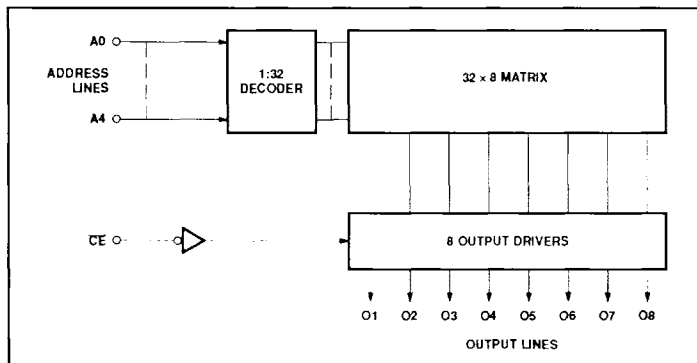 A0
ADDRESS
LINES
A4
1:32
DECODER
32 × 8 MATRIX
C̅E̅
8 OUTPUT DRIVERS
O1 O2 O3 O4 O5 O6 O7 O8
OUTPUT LINES